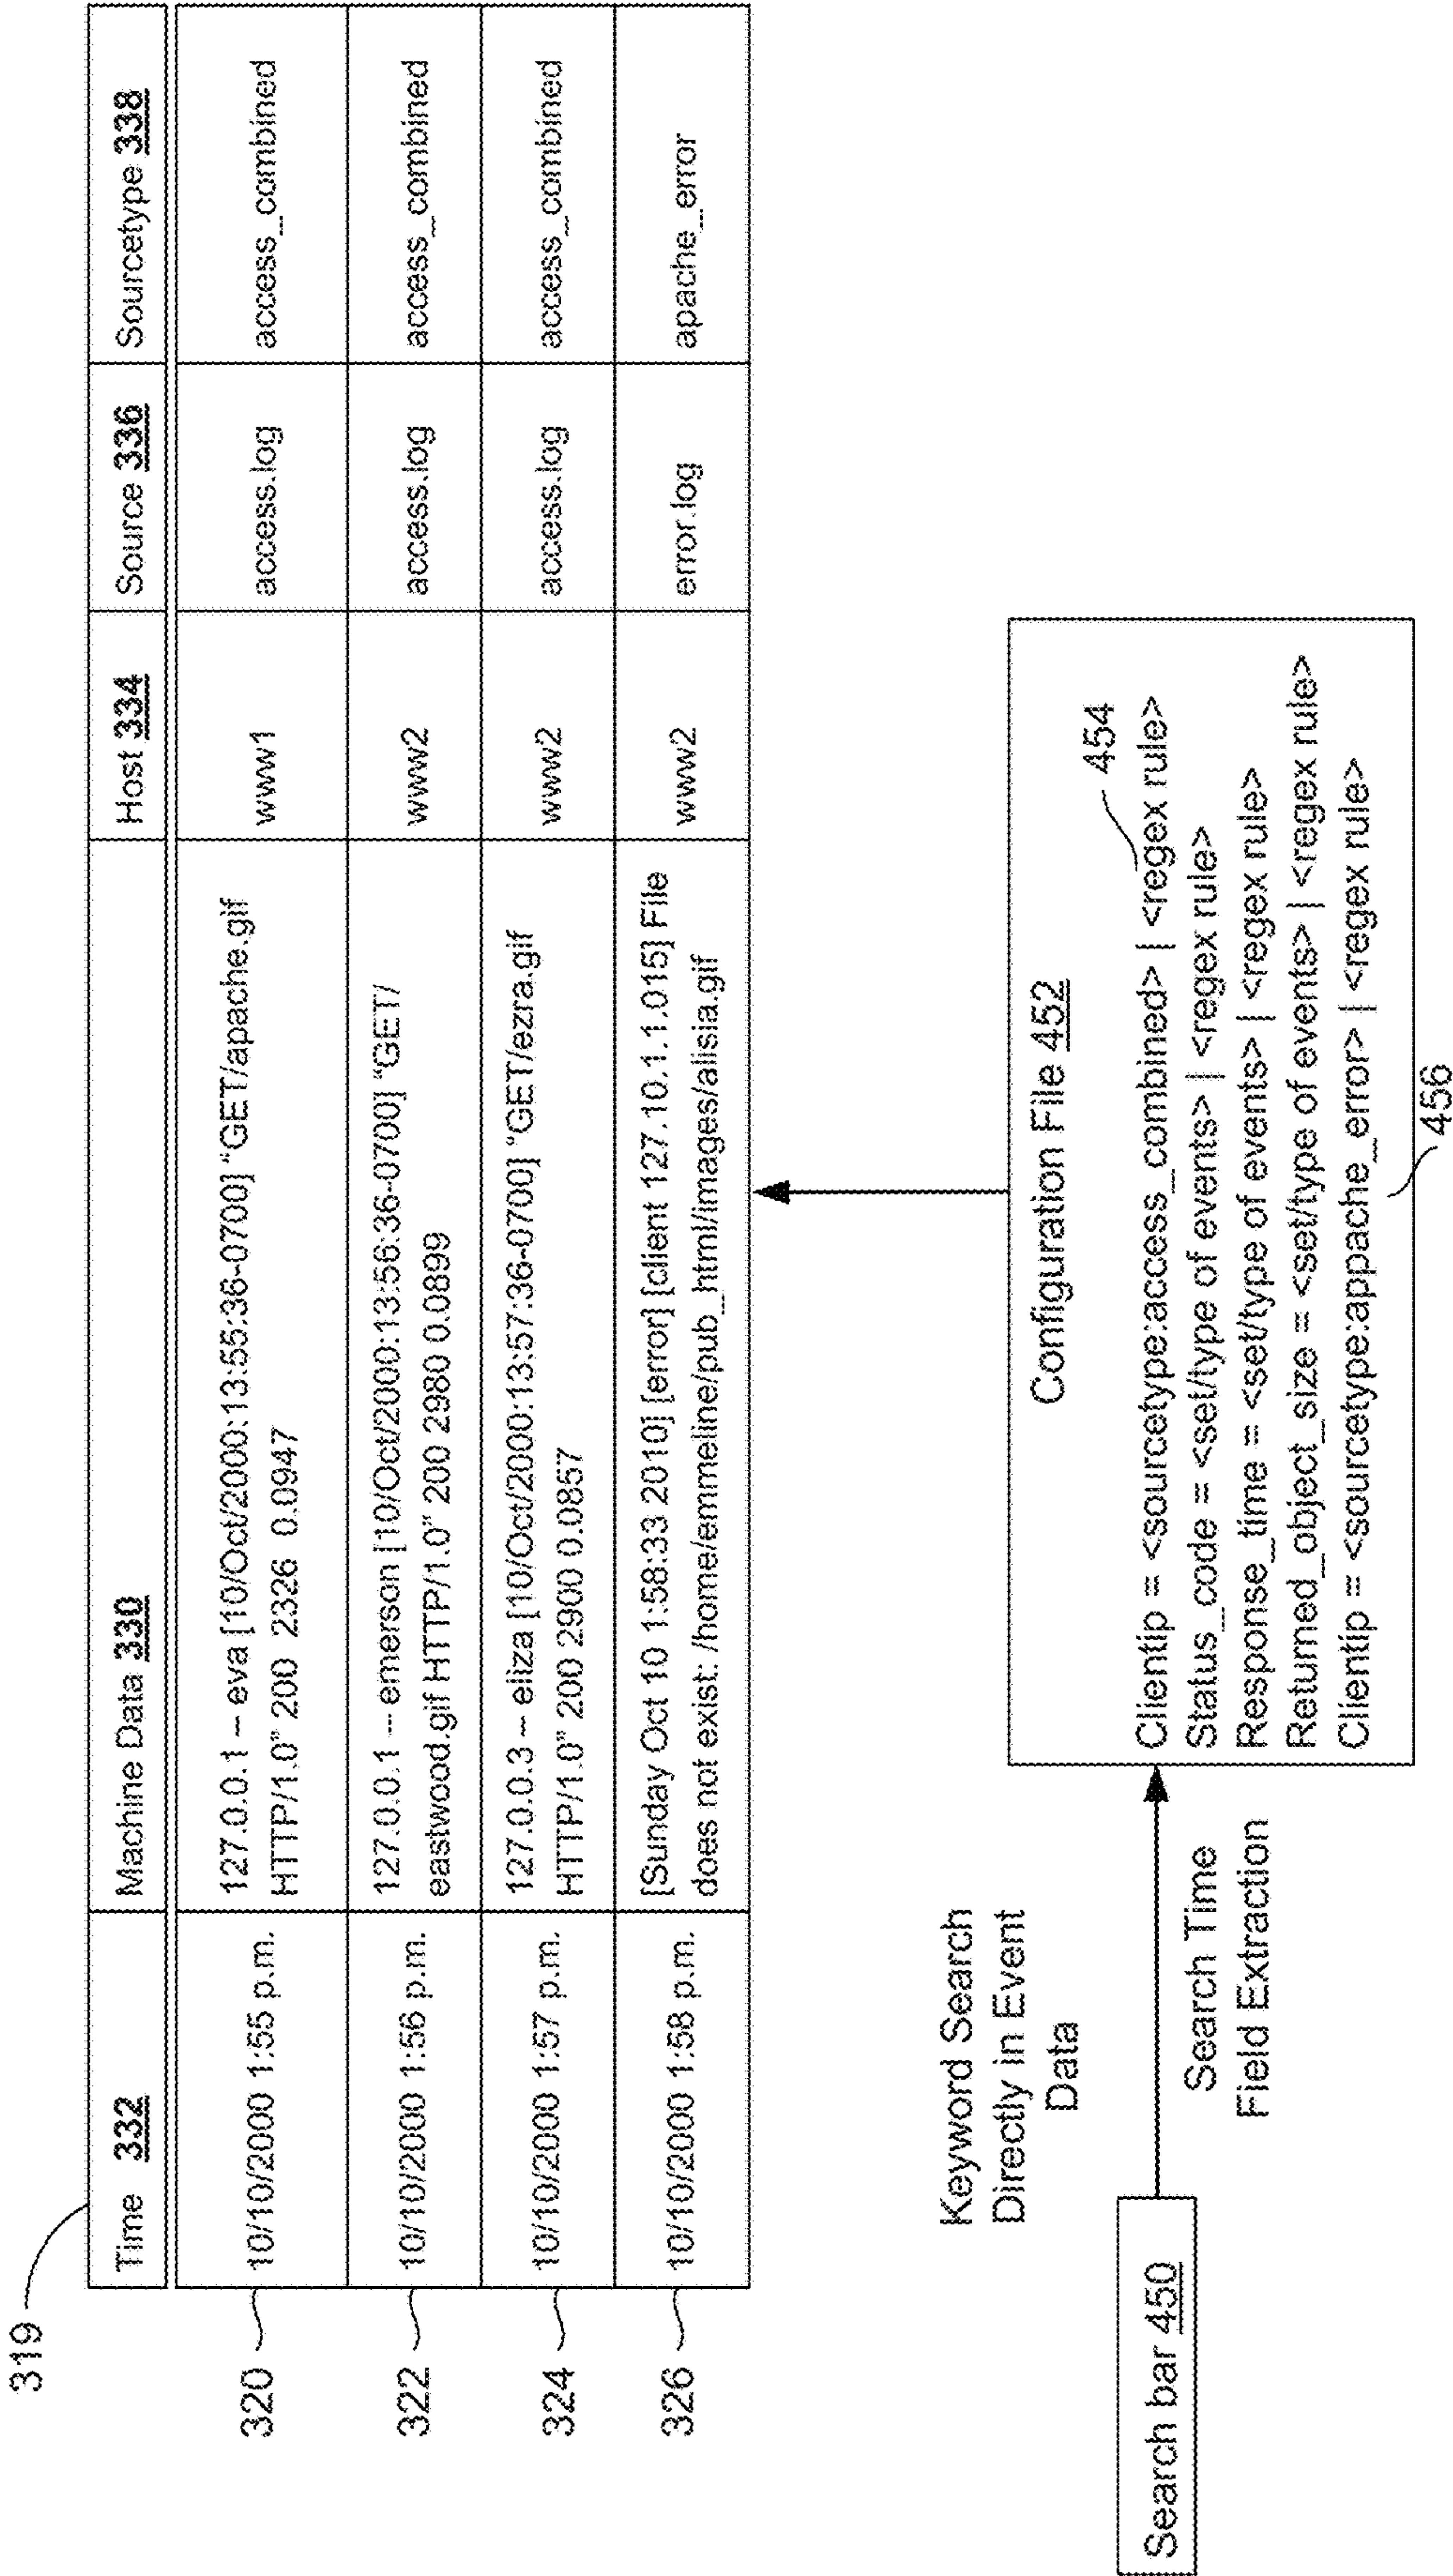 319
Time 332 Machine Data 330 Host 334 Source 336 Sourcetype 338
320 10/10/2000 1:55 p.m. 127.0.0.1 – eva [10/Oct/2000:13:55:36-0700] “GET/apache.gif www1 access.log access_combined
HTTP/1.0” 200 2326 0.0947
322 10/10/2000 1:56 p.m. 127.0.0.1 – emerson [10/Oct/2000:13:56:36-0700] “GET/ www2 access.log access_combined
eastwood.gif HTTP/1.0” 200 2980 0.0899
324 10/10/2000 1:57 p.m. 127.0.0.3 – eliza [10/Oct/2000:13:57:36-0700] “GET/ezra.gif www2 access.log access_combined
HTTP/1.0” 200 2900 0.0857
326 10/10/2000 1:58 p.m. [Sunday Oct 10 1:58:33 2010] [error] [client 127.10.1.1.015] File www2 error.log apache_error
does not exist: /home/emmeline/pub_html/images/alisia.gif
Keyword Search
Directly in Event
Data
Search bar 450
Search Time
Field Extraction
Configuration File 452
454
Clientip = <sourcetype:access_combined> | <regex rule>
Status_code = <set/type of events> | <regex rule>
Response_time = <set/type of events> | <regex rule>
Returned_object_size = <set/type of events> | <regex rule>
Clientip = <sourcetype:appache_error> | <regex rule>
456